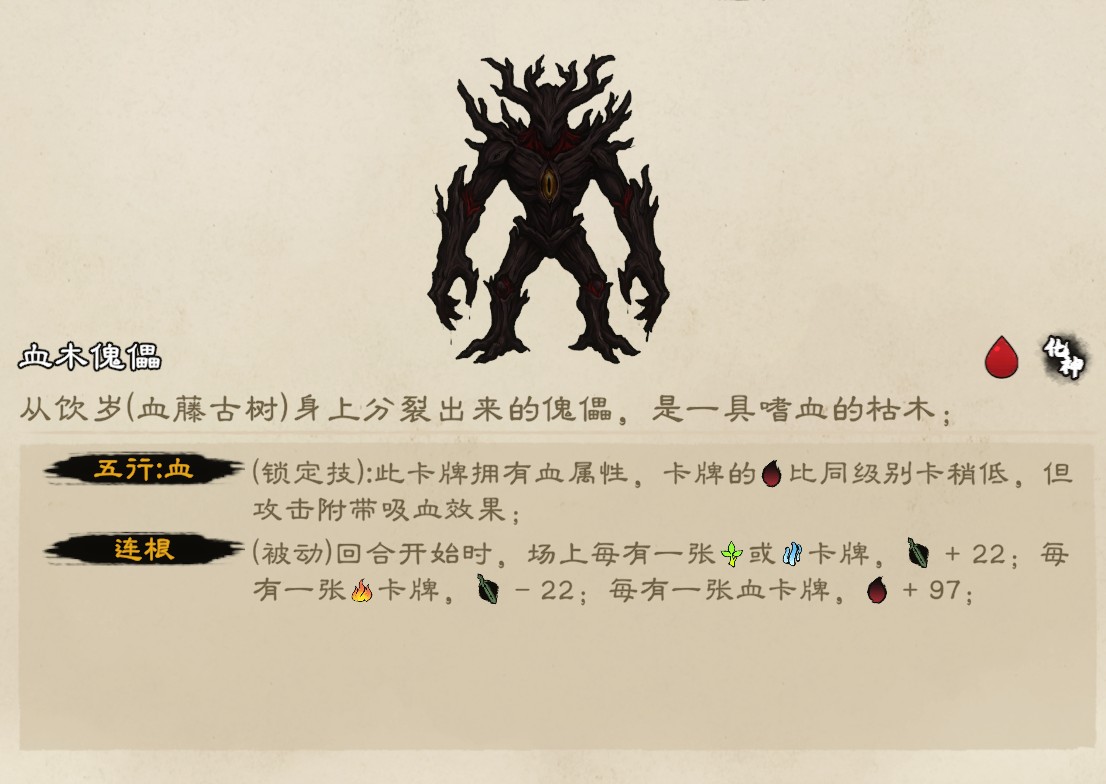 血木傀儡
化神
从饮岁(血藤古树)身上分裂出来的傀儡，是一具嗜血的枯木；
五行:血
(锁定技):此卡牌拥有血属性，卡牌的比同级别卡稍低，但
攻击附带吸血效果；
连根
(被动)回合开始时，场上每有一张或卡牌， + 22；每
有一张卡牌， - 22；每有一张血卡牌， + 97；